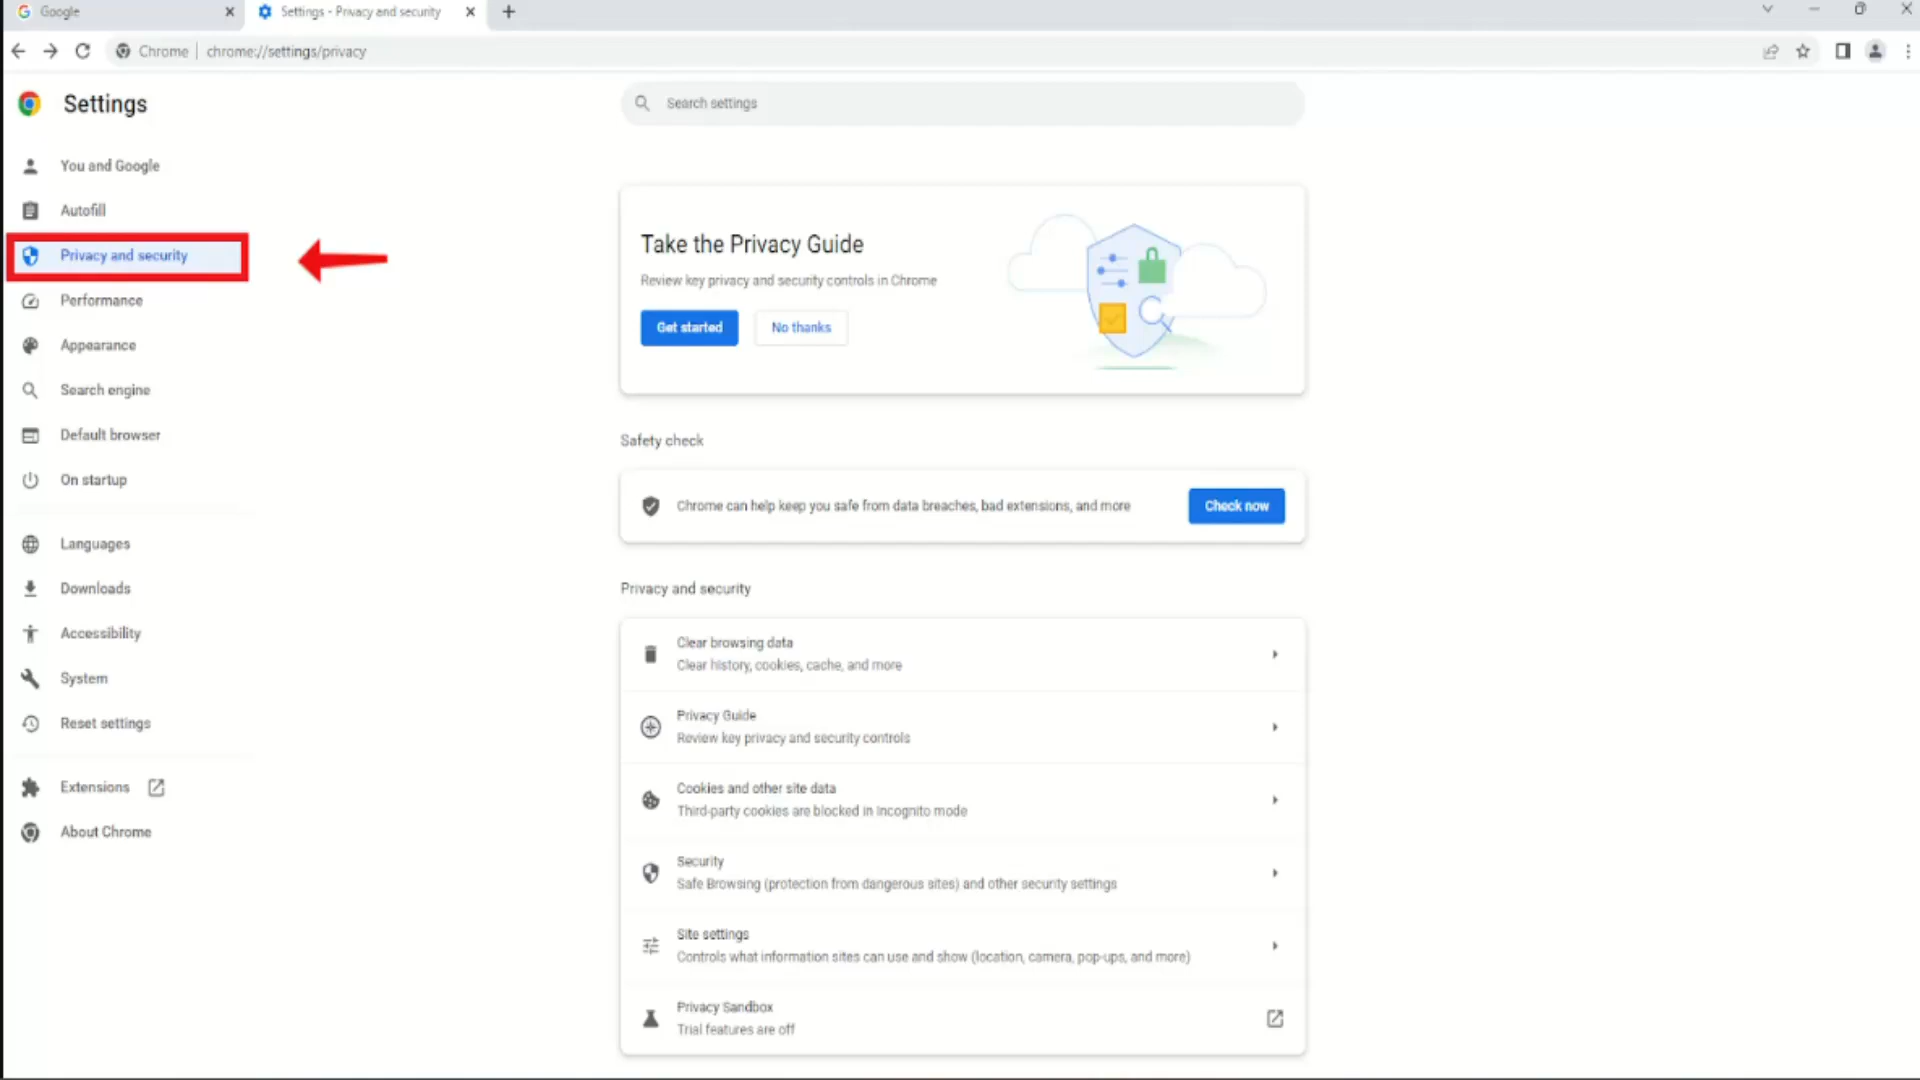 Google
Settings - Privacy and security
Chrome | chrome://settings/privacy
Settings
Search settings
You and Google
Autofill
Privacy and security
Performance
Appearance
Search engine
Default browser
On startup
Languages
Downloads
Accessibility
System
Reset settings
Extensions
About Chrome
Take the Privacy Guide
Review key privacy and security controls in Chrome
Get started
No thanks
Safety check
Chrome can help keep you safe from data breaches, bad extensions, and more
Check now
Privacy and security
Clear browsing data
Clear history, cookies, cache, and more
Privacy Guide
Review key privacy and security controls
Cookies and other site data
Third-party cookies are blocked in Incognito mode
Security
Safe Browsing (protection from dangerous sites) and other security settings
Site settings
Controls what information sites can use and show (location, camera, pop-ups, and more)
Privacy Sandbox
Trial features are off